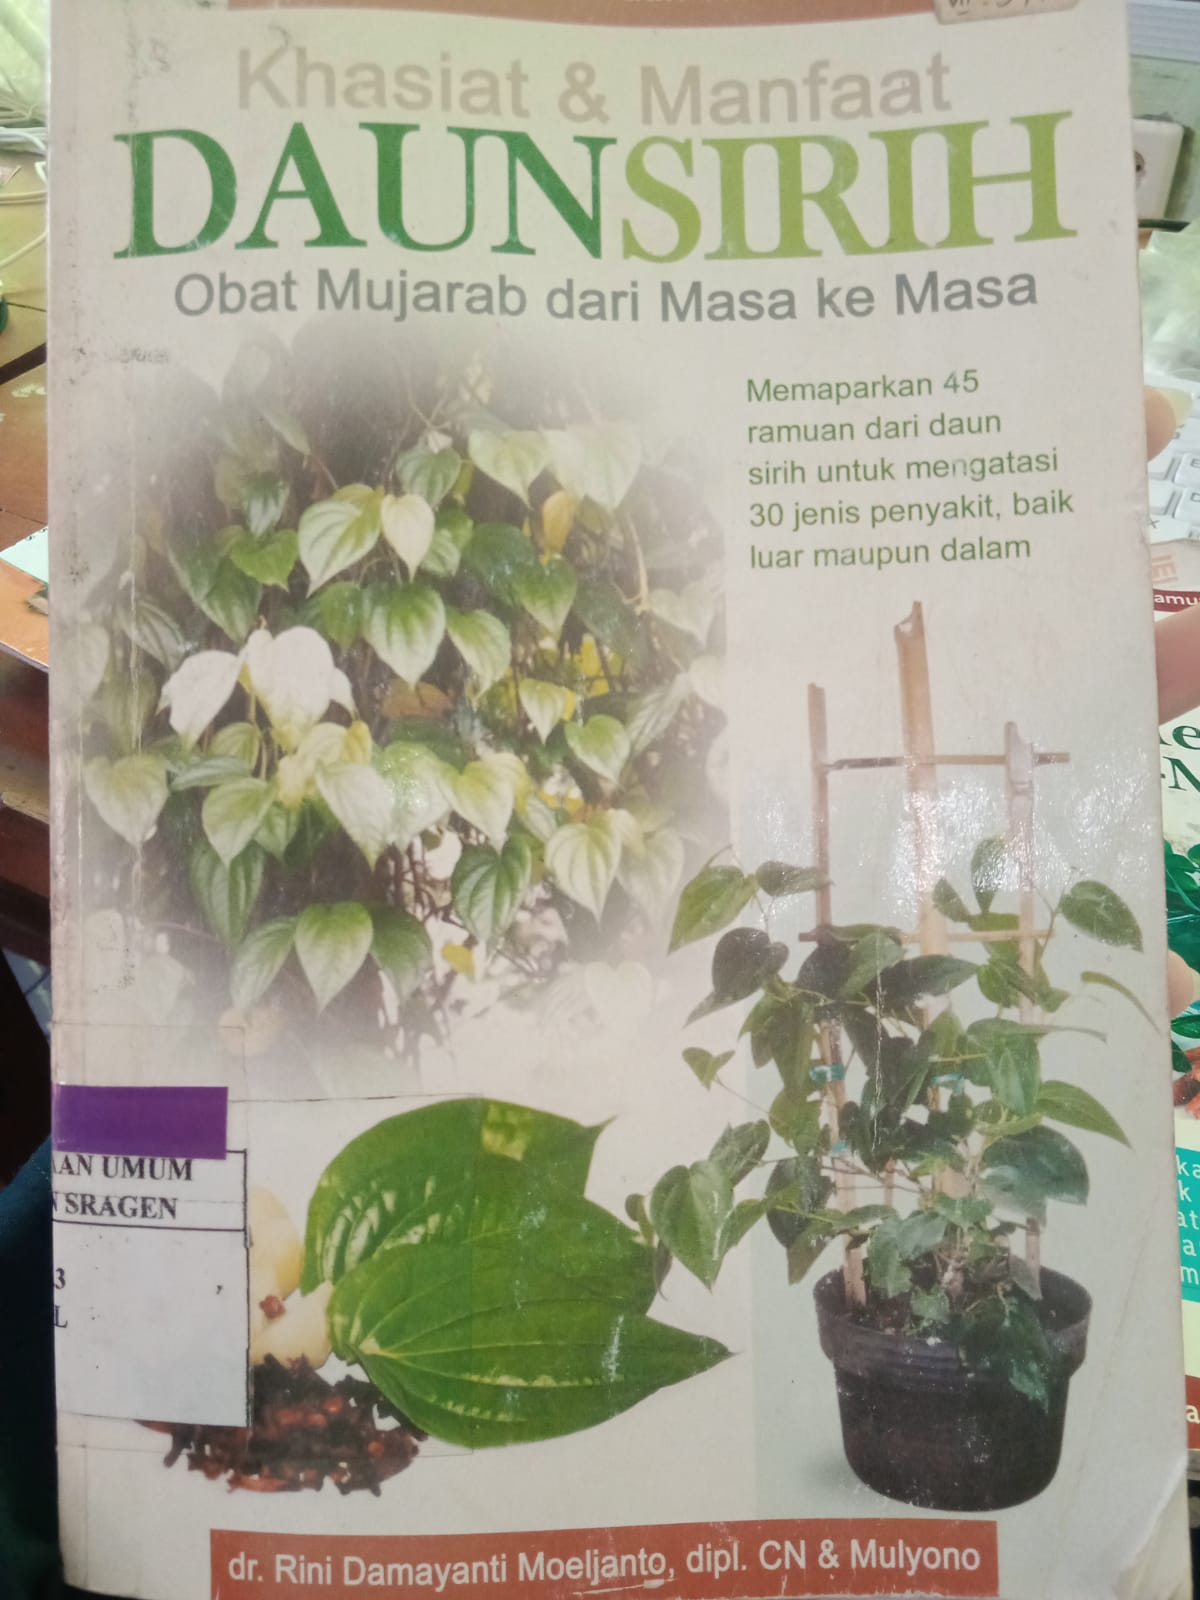 Khasiat & Manfaat
DAUNSIRIH
Obat Mujarab dari Masa ke Masa
Memaparkan 45
ramuan dari daun
sirih untuk mengatasi
30 jenis penyakit, baik
luar maupun dalam
UMUM
SRAGEN
3
L
dr. Rini Damayanti Moeljanto, dipl. CN & Mulyono